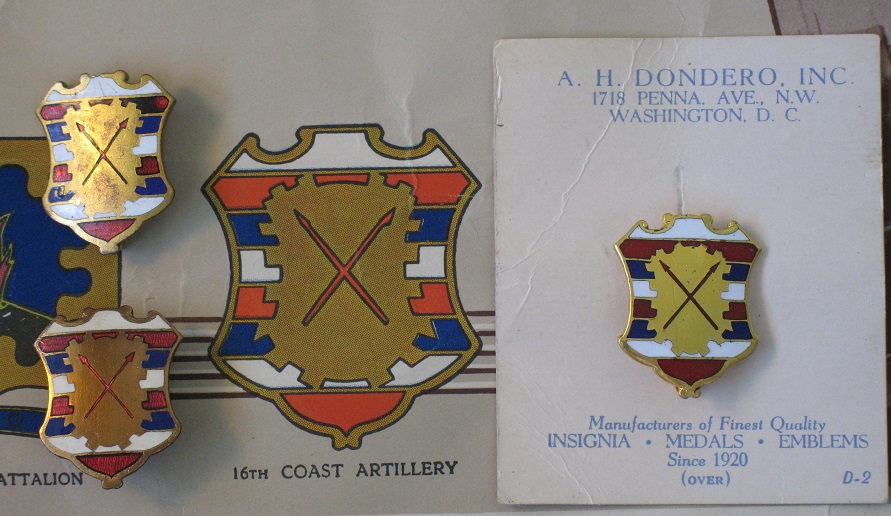 A. H. DONDERO, INC.
1718 PENNA. AVE., N.W.
WASHINGTON, D. C.
Manufacturers of Finest Quality
INSIGNIA • MEDALS • EMBLEMS
Since 1920
(OVER)
D-2
ATTALION
16TH COAST ARTILLERY